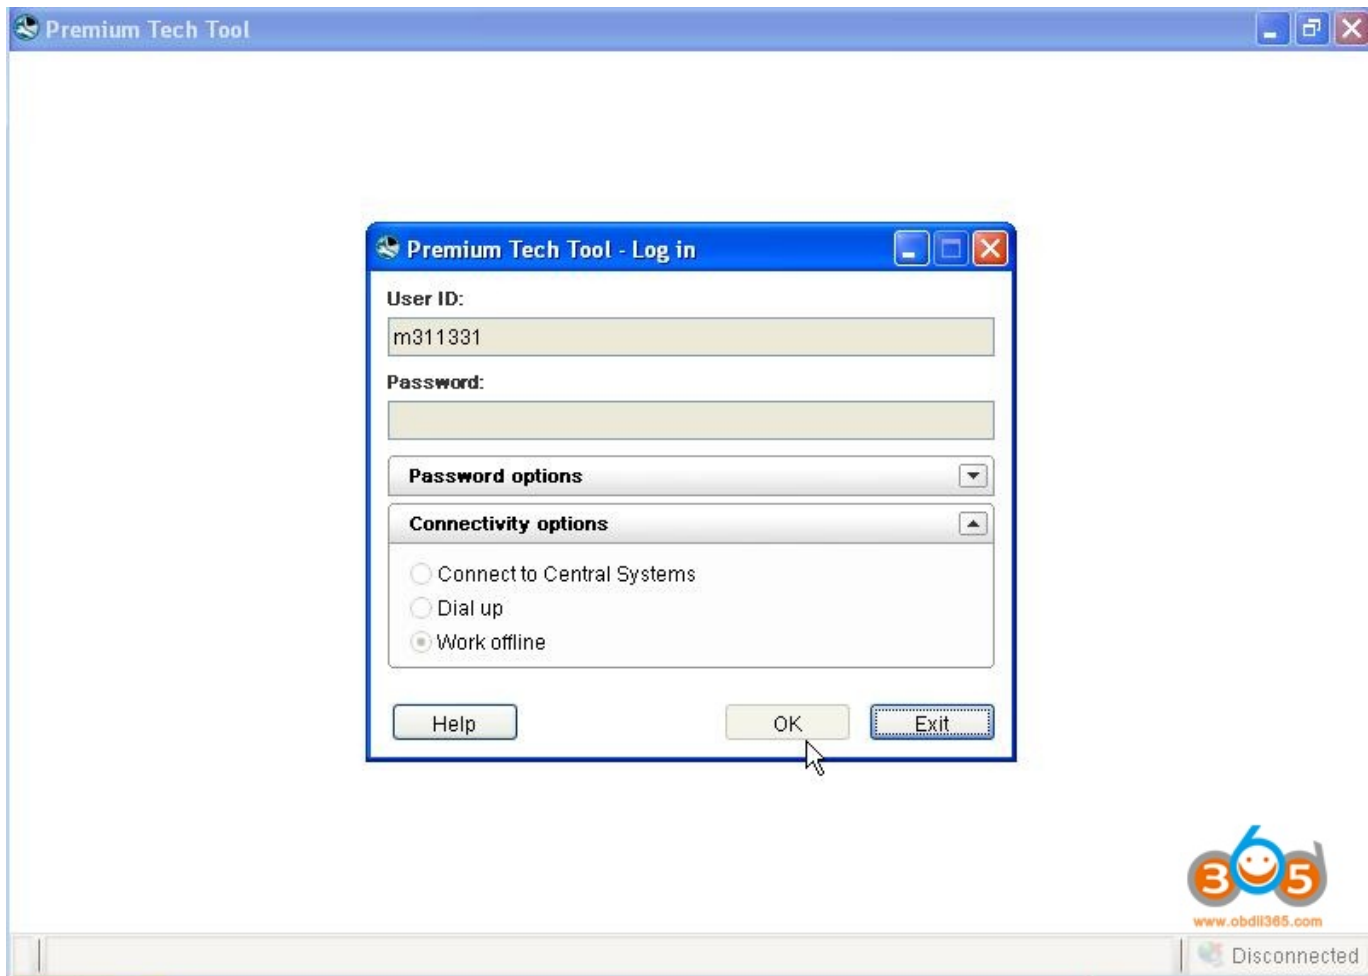 Premium Tech Tool
Premium Tech Tool - Log in
User ID:
m311331
Password:
Password options
Connectivity options
Connect to Central Systems
Dial up
Work offline
Help
OK
Exit
365
www.obdii365.com
Disconnected